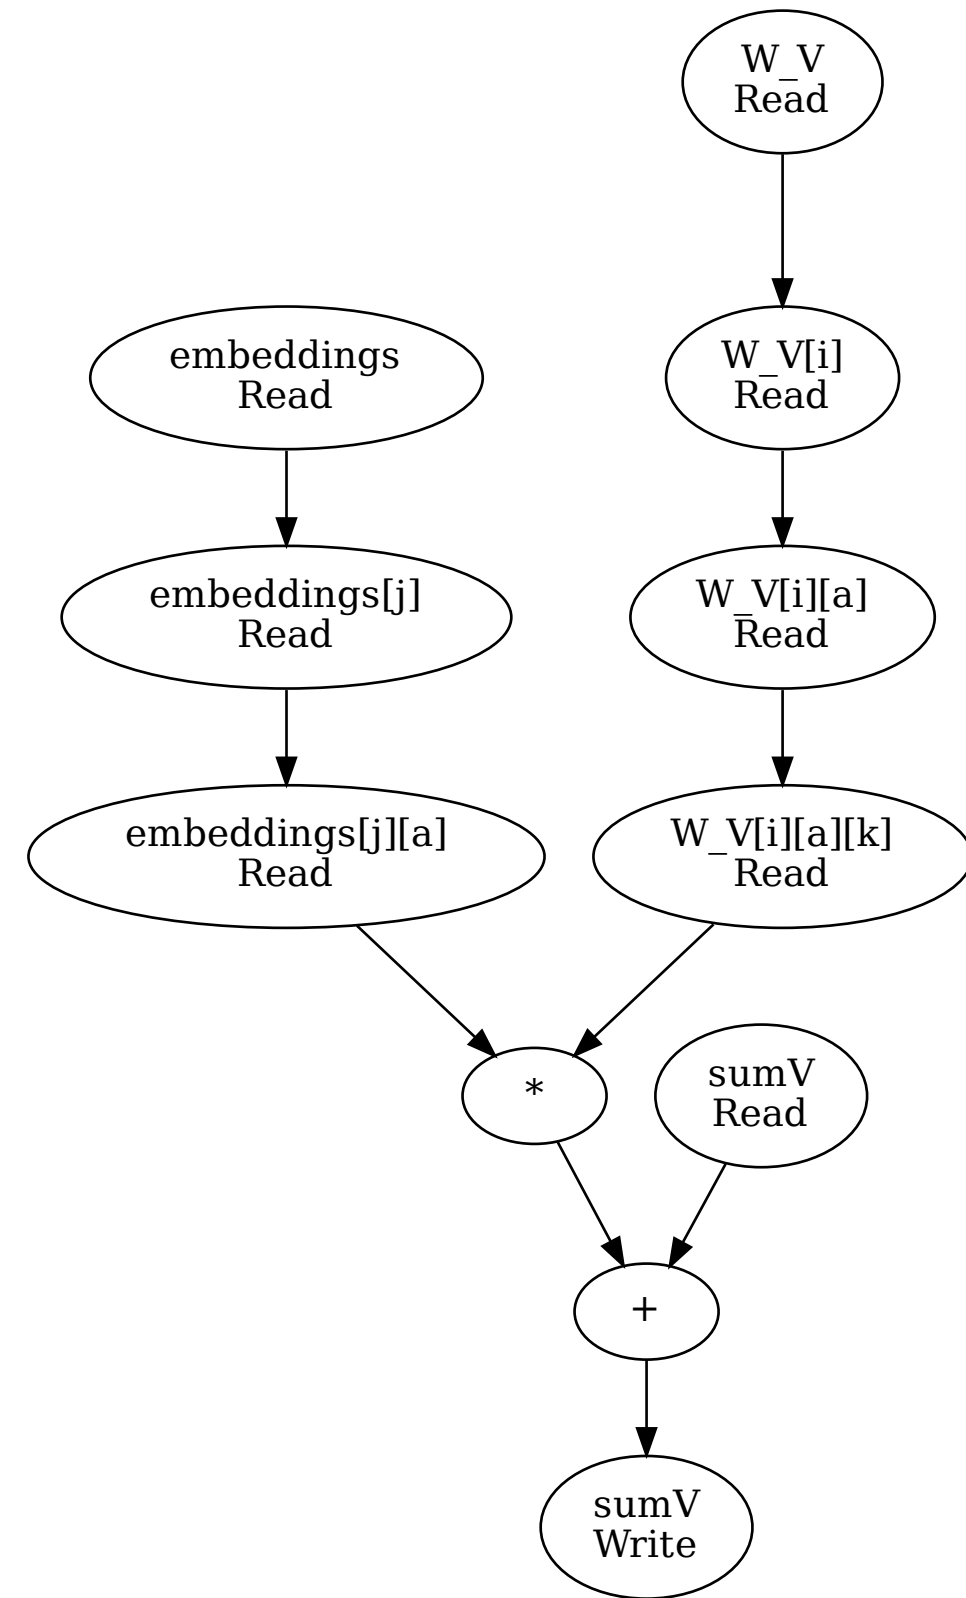 W_V
Read
embeddings
Read
W_V[i]
Read
embeddings[j]
Read
W_V[i][a]
Read
embeddings[j][a]
Read
W_V[i][a][k]
Read
*
sumV
Read
+
sumV
Write